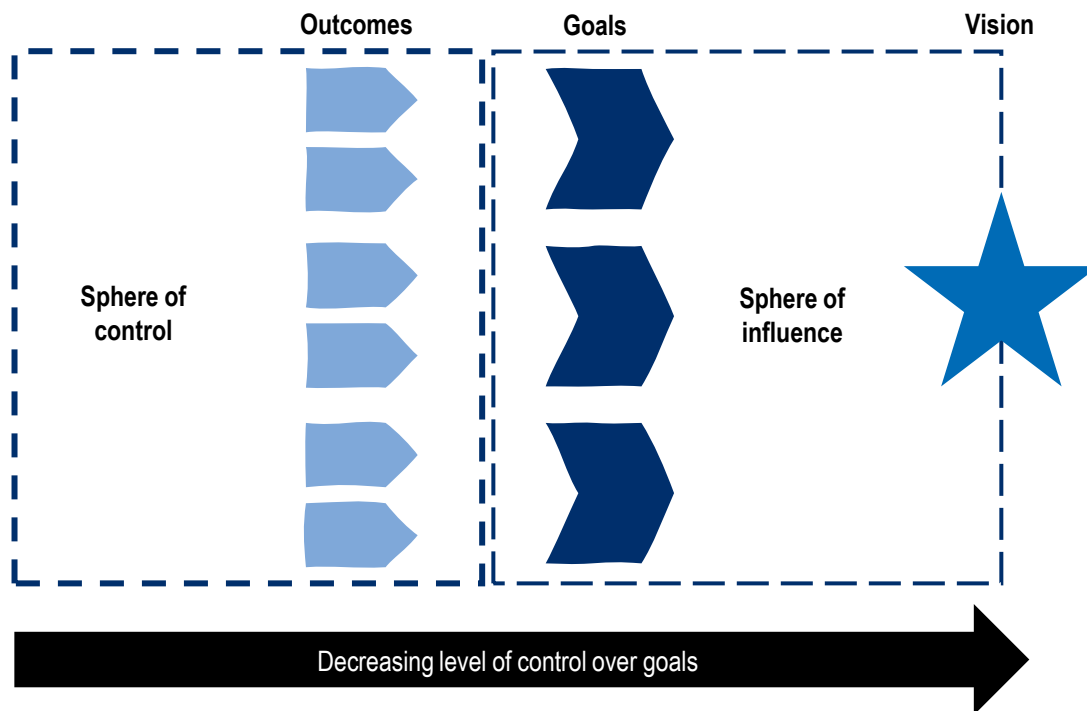 Outcomes
Goals
Vision
Sphere of
control
Sphere of
influence
Decreasing level of control over goals